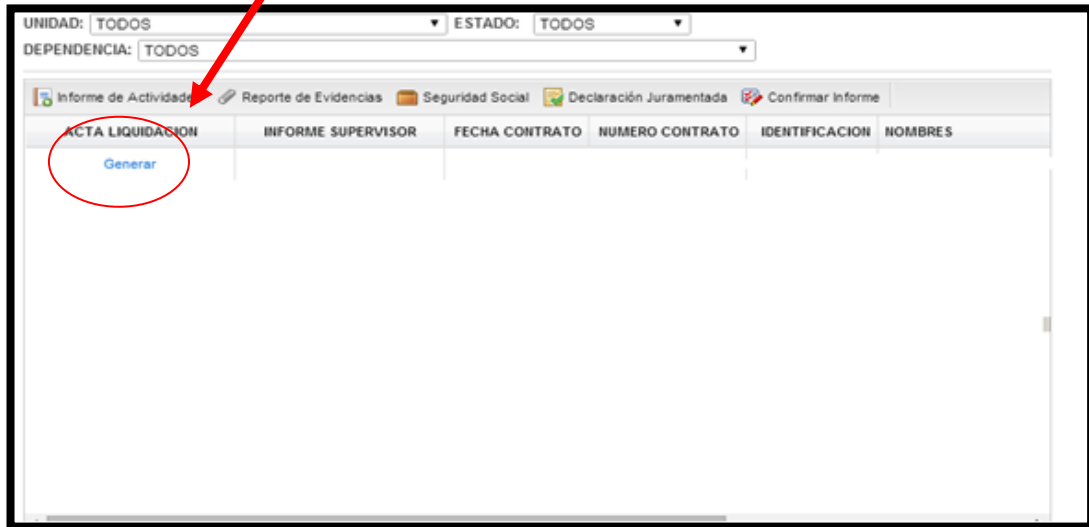 UNIDAD: TODOS ESTADO: TODOS
DEPENDENCIA: TODOS
Informe de Actividade Reporte de Evidencias Seguridad Social Declaración Juramentada Confirmar Informe
ACTA LIQUIDACION INFORME SUPERVISOR FECHA CONTRATO NUMERO CONTRATO IDENTIFICACION NOMBRES
Generar